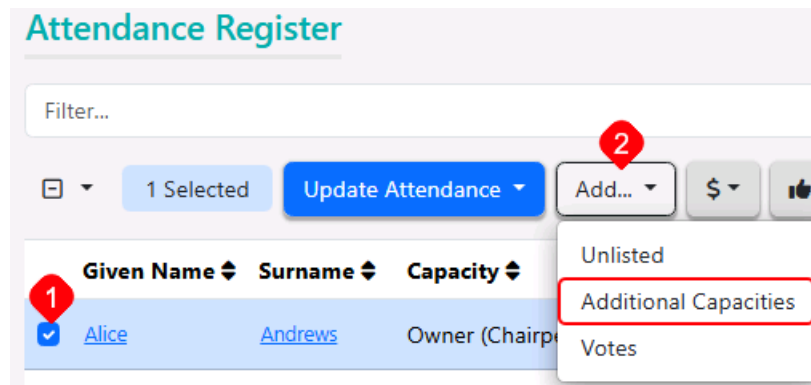 Attendance Register
Filter...
2
1 Selected Update Attendance Add... $
Unlisted
Given Name Surname Capacity
Additional Capacities
1
Alice Andrews Owner (Chairpe
Votes